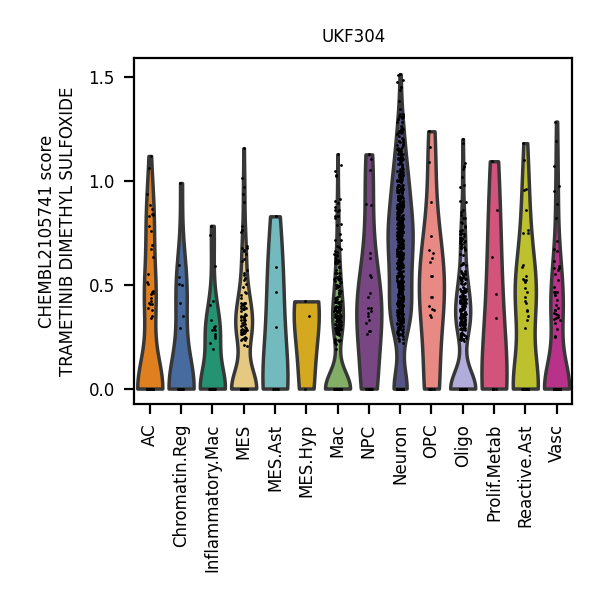 UKF304
CHEMBL2105741 score
TRAMETINIB DIMETHYL SULFOXIDE
1.5
1.0
0.5
0.0
AC
Chromatin.Reg
Inflammatory.Mac
MES
MES.Ast
MES.Hyp
Mac
NPC
Neuron
OPC
Oligo
Prolif.Metab
Reactive.Ast
Vasc